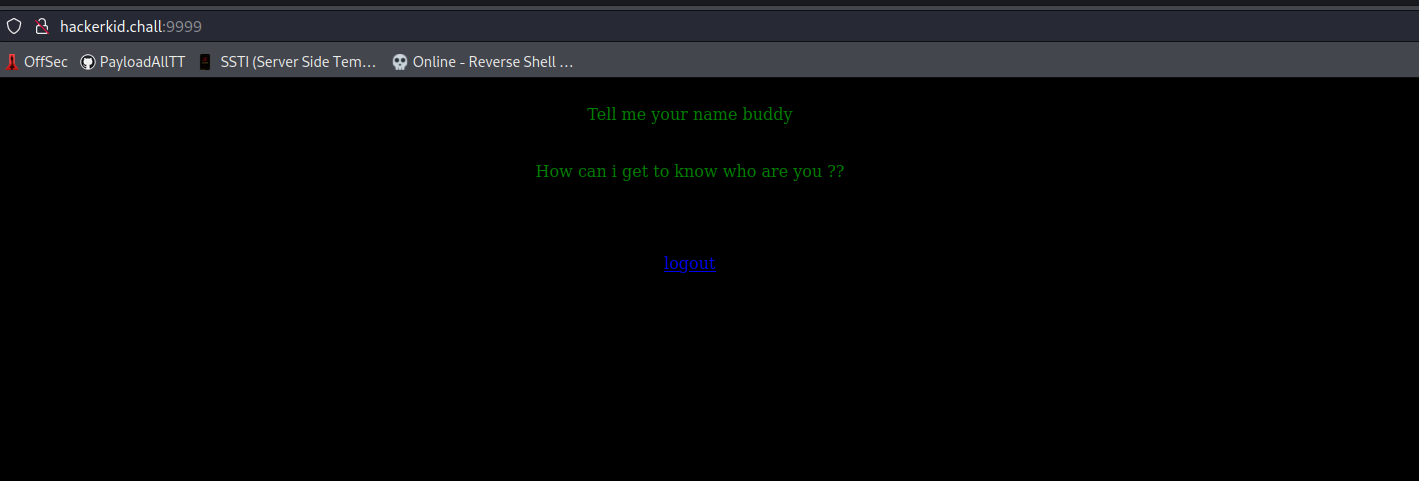 hackerkid.chall:9999
OffSec PayloadAllTT SSTI (Server Side Tem… Online - Reverse Shell …
Tell me your name buddy
How can i get to know who are you ??
logout